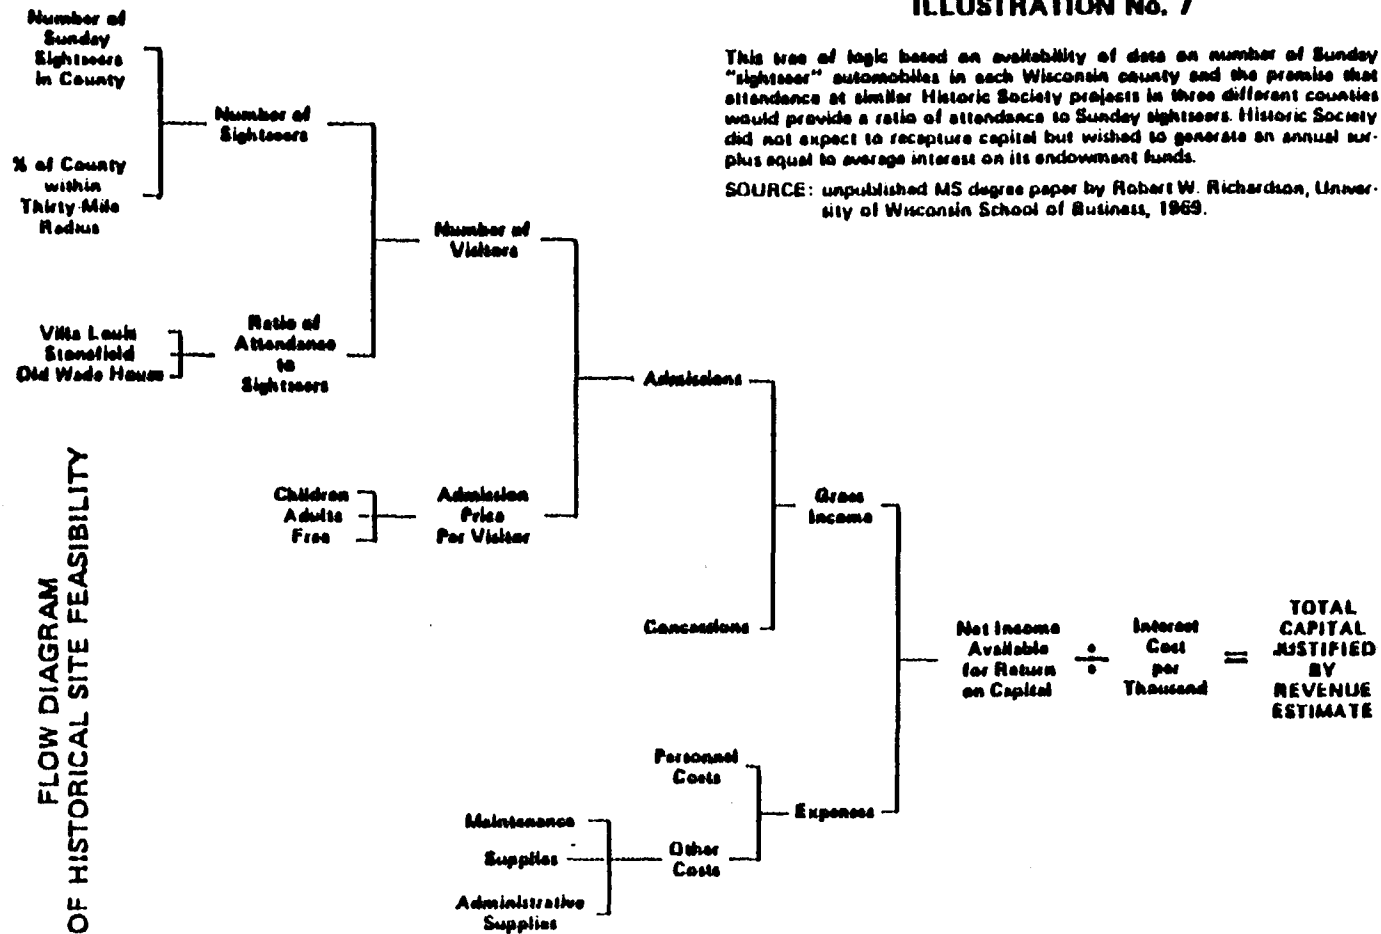 ILLUSTRATION No. 7
This tree of logic based on availability of data on number of Sunday
"sightseer" automobiles in each Wisconsin county and the premise that
attendance at similar Historic Society projects in three different counties
would provide a ratio of attendance to Sunday sightseers. Historic Society
did not expect to recapture capital but wished to generate an annual sur-
plus equal to average interest on its endowment funds.
SOURCE: unpublished MS degree paper by Robert W. Richardson, Univer-
sity of Wisconsin School of Business, 1969.
Number of
Sunday
Sightseers
in County
% of County
within
Thirty-Mile
Radius
Number of
Sightseers
Villa Louis
Stonefield
Old Wade House
Ratio of
Attendance
to
Sightseers
Number of
Visitors
Children
Adults
Free
Admission
Price
Per Visitor
Admissions
Concessions
Gross
Income
Personnel
Costs
Maintenance
Supplies
Administrative
Supplies
Other
Costs
Expenses
Net Income
Available
for Return
on Capital
÷
Interest
Cost
per
Thousand
=
TOTAL
CAPITAL
JUSTIFIED
BY
REVENUE
ESTIMATE
FLOW DIAGRAM
OF HISTORICAL SITE FEASIBILITY